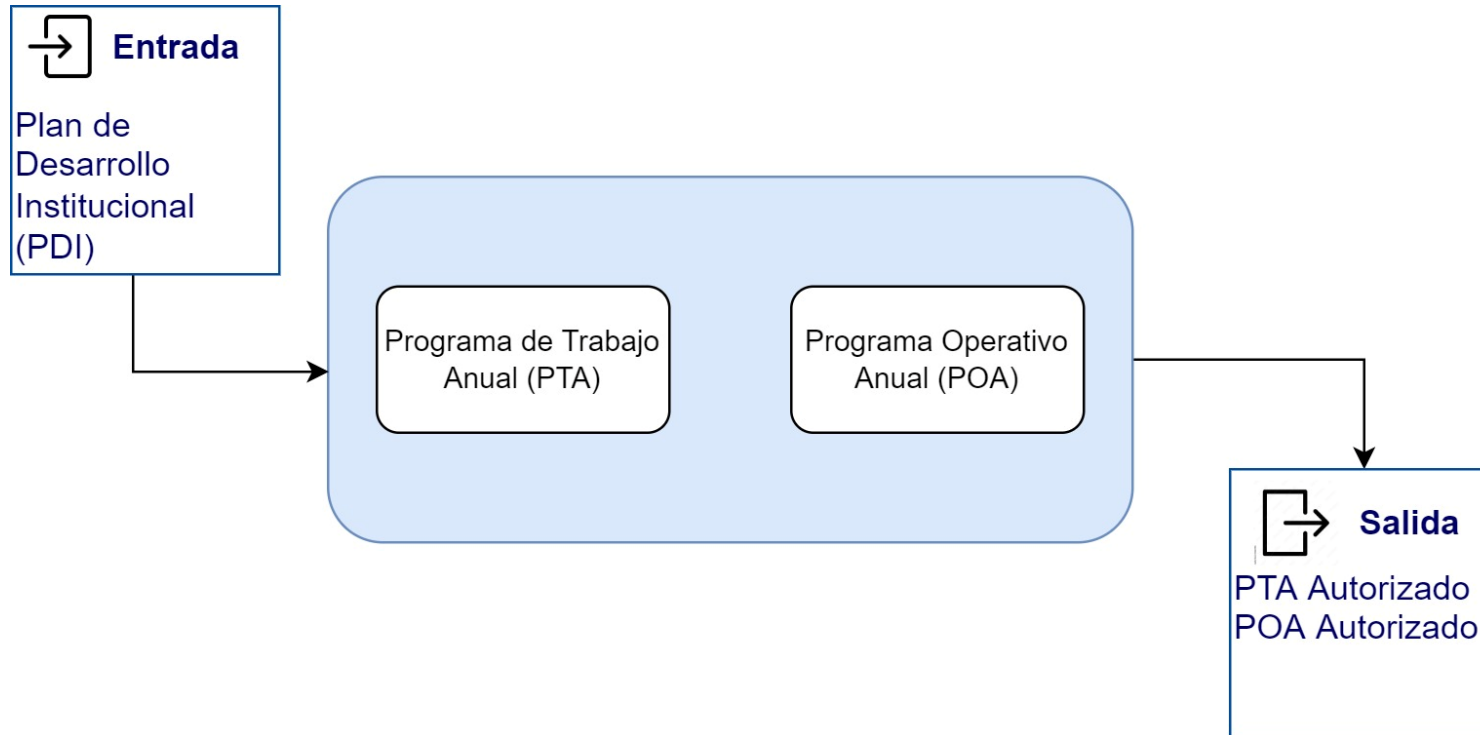 Entrada
Plan de
Desarrollo
Institucional
(PDI)
Programa de Trabajo
Anual (PTA)
Programa Operativo
Anual (POA)
Salida
PTA Autorizado
POA Autorizado